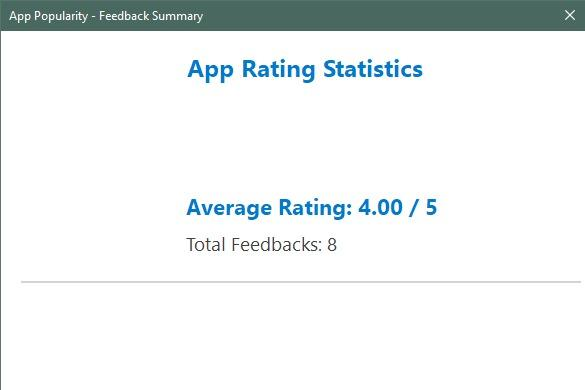 App Popularity - Feedback Summary
App Rating Statistics
Average Rating: 4.00 / 5
Total Feedbacks: 8